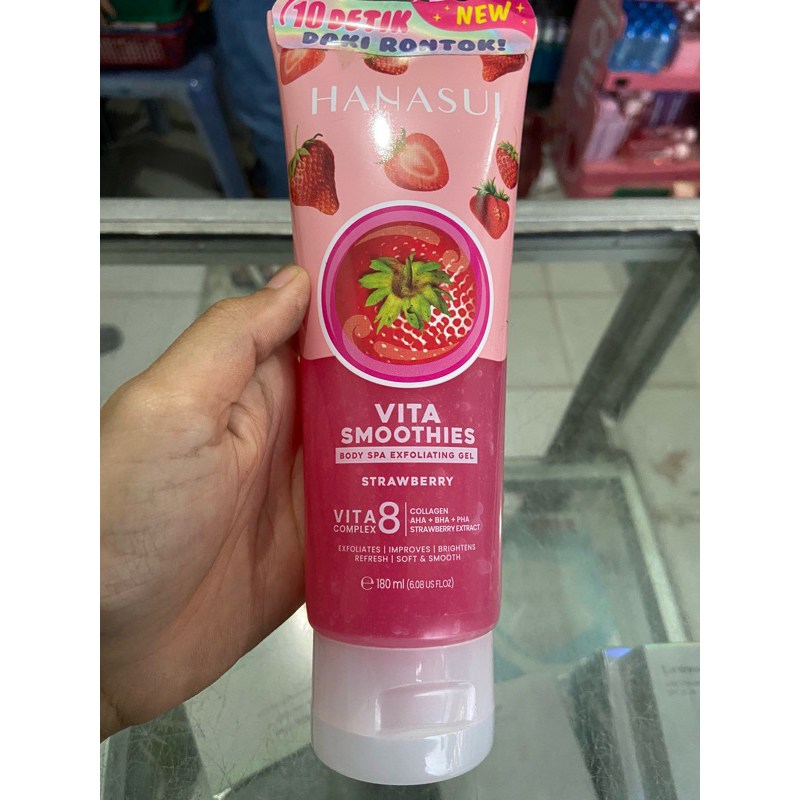 10 DETIK
NEW
DAKI RONTOK!
HANASUI
VITA
SMOOTHIES
BODY SPA EXFOLIATING GEL
STRAWBERRY
VITA
COMPLEX
8
COLLAGEN
AHA + BHA + PHA
STRAWBERRY EXTRACT
EXFOLIATES | IMPROVES | BRIGHTENS
REFRESH | SOFT & SMOOTH
℮ 180 ml (6.08 US FL.OZ)